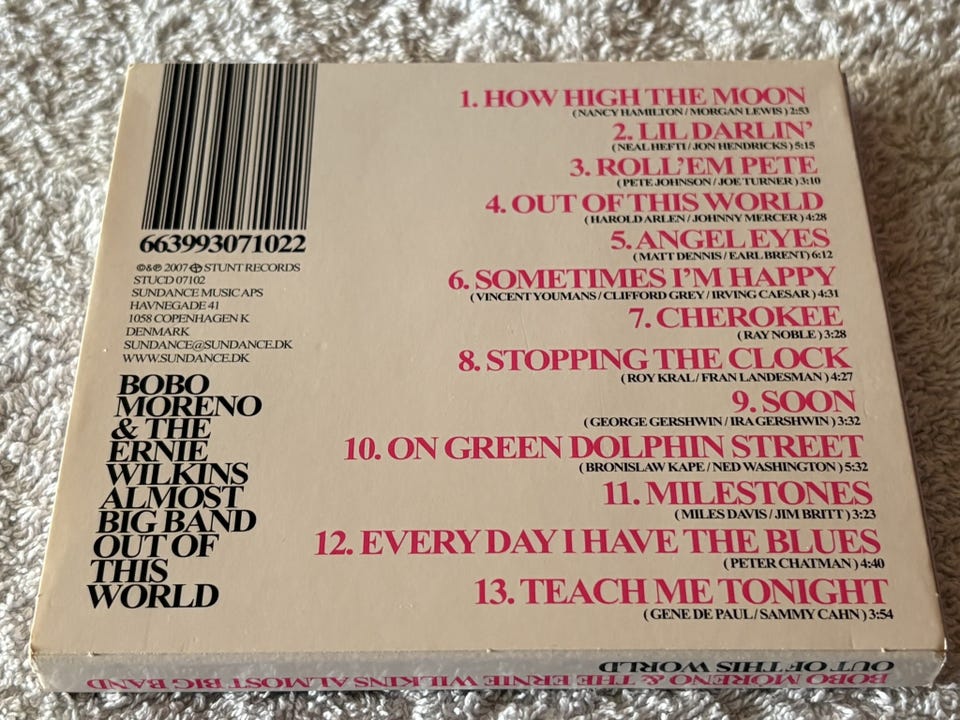 1. HOW HIGH THE MOON
( NANCY HAMILTON / MORGAN LEWIS ) 2:53
2. LIL DARLIN'
( NEAL HEFTI / JON HENDRICKS ) 5:15
3. ROLL'EM PETE
( PETE JOHNSON / JOE TURNER ) 3:10
4. OUT OF THIS WORLD
( HAROLD ARLEN / JOHNNY MERCER ) 4:28
5. ANGEL EYES
( MATT DENNIS / EARL BRENT) 6:12
6. SOMETIMES I'M HAPPY
( VINCENT YOUMANS / CLIFFORD GREY / IRVING CAESAR ) 4:31
7. CHEROKEE
( RAY NOBLE ) 3:28
8. STOPPING THE CLOCK
( ROY KRAL / FRAN LANDESMAN ) 4:27
9. SOON
( GEORGE GERSHWIN / IRA GERSHWIN ) 3:32
10. ON GREEN DOLPHIN STREET
( BRONISLAW KAPE / NED WASHINGTON ) 5:32
11. MILESTONES
( MILES DAVIS / JIM BRITT ) 3:23
12. EVERY DAY I HAVE THE BLUES
( PETER CHATMAN ) 4:40
13. TEACH ME TONIGHT
( GENE DE PAUL / SAMMY CAHN ) 3:54
663993071022
©&℗ 2007 STUNT RECORDS
STUCD 07102
SUNDANCE MUSIC APS
HAVNEGADE 41
1058 COPENHAGEN K
DENMARK
SUNDANCE@SUNDANCE.DK
WWW.SUNDANCE.DK
BOBO
MORENO
& THE
ERNIE
WILKINS
ALMOST
BIG BAND
OUT OF
THIS
WORLD
BOBO MORENO & THE ERNIE WILKINS ALMOST BIG BAND
OUT OF THIS WORLD